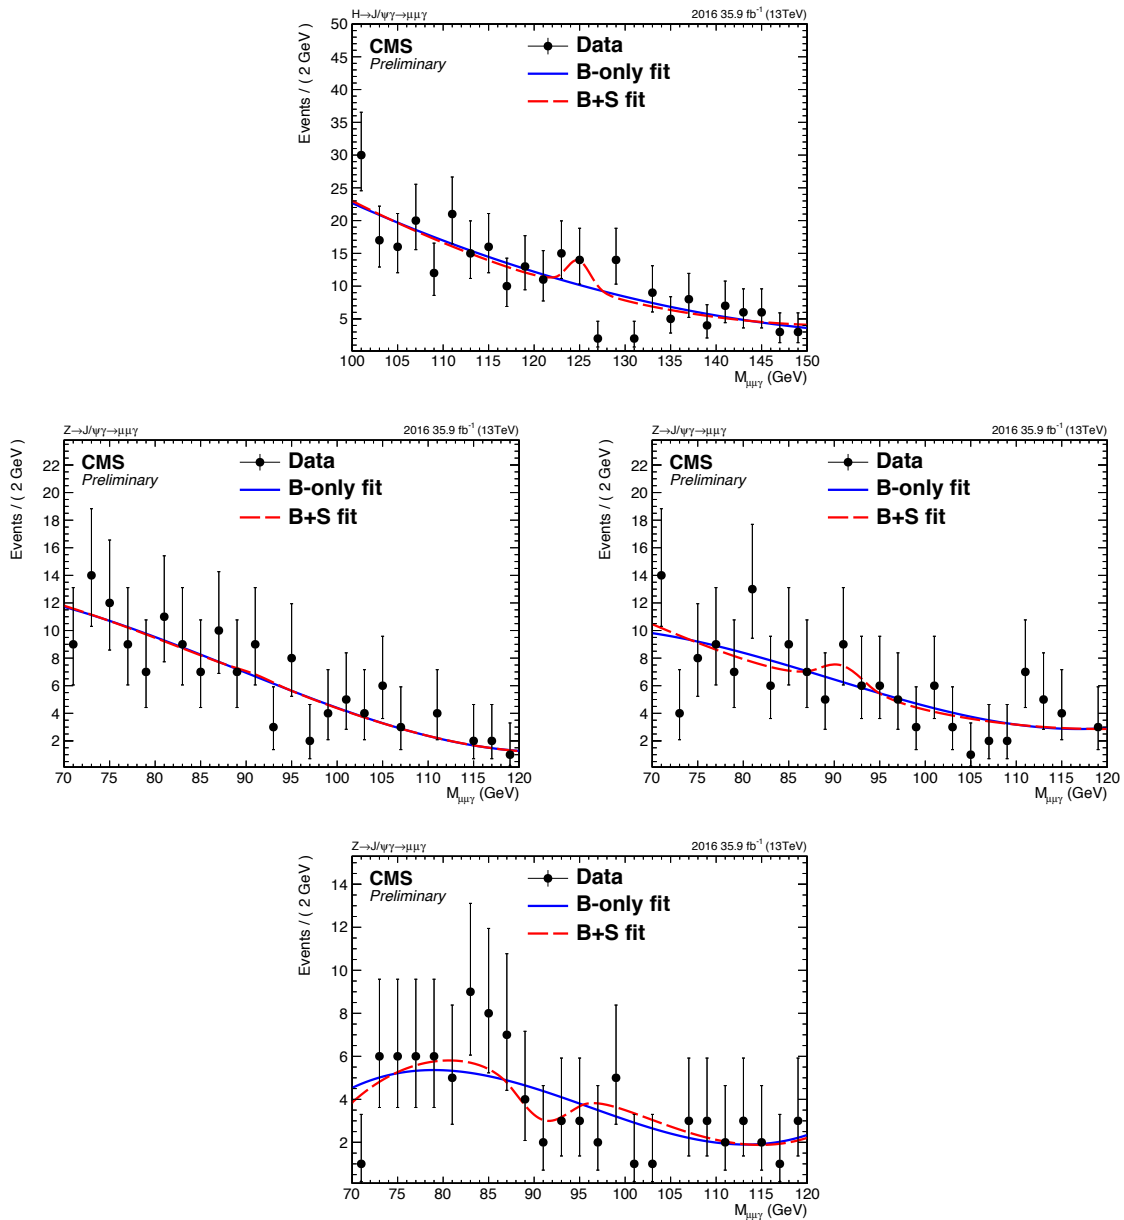 H→J/ψγ→μμγ 2016 35.9 fb⁻¹ (13TeV)
Events / ( 2 GeV )
50
45
40
35
30
25
20
15
10
5
CMS
Preliminary
Data
B-only fit
B+S fit
100 105 110 115 120 125 130 135 140 145 150
M_μμγ (GeV)
Z→J/ψγ→μμγ 2016 35.9 fb⁻¹ (13TeV)
Events / ( 2 GeV )
22
20
18
16
14
12
10
8
6
4
2
CMS
Preliminary
Data
B-only fit
B+S fit
70 75 80 85 90 95 100 105 110 115 120
M_μμγ (GeV)
Z→J/ψγ→μμγ 2016 35.9 fb⁻¹ (13TeV)
Events / ( 2 GeV )
22
20
18
16
14
12
10
8
6
4
2
CMS
Preliminary
Data
B-only fit
B+S fit
70 75 80 85 90 95 100 105 110 115 120
M_μμγ (GeV)
Z→J/ψγ→μμγ 2016 35.9 fb⁻¹ (13TeV)
Events / ( 2 GeV )
14
12
10
8
6
4
2
CMS
Preliminary
Data
B-only fit
B+S fit
70 75 80 85 90 95 100 105 110 115 120
M_μμγ (GeV)